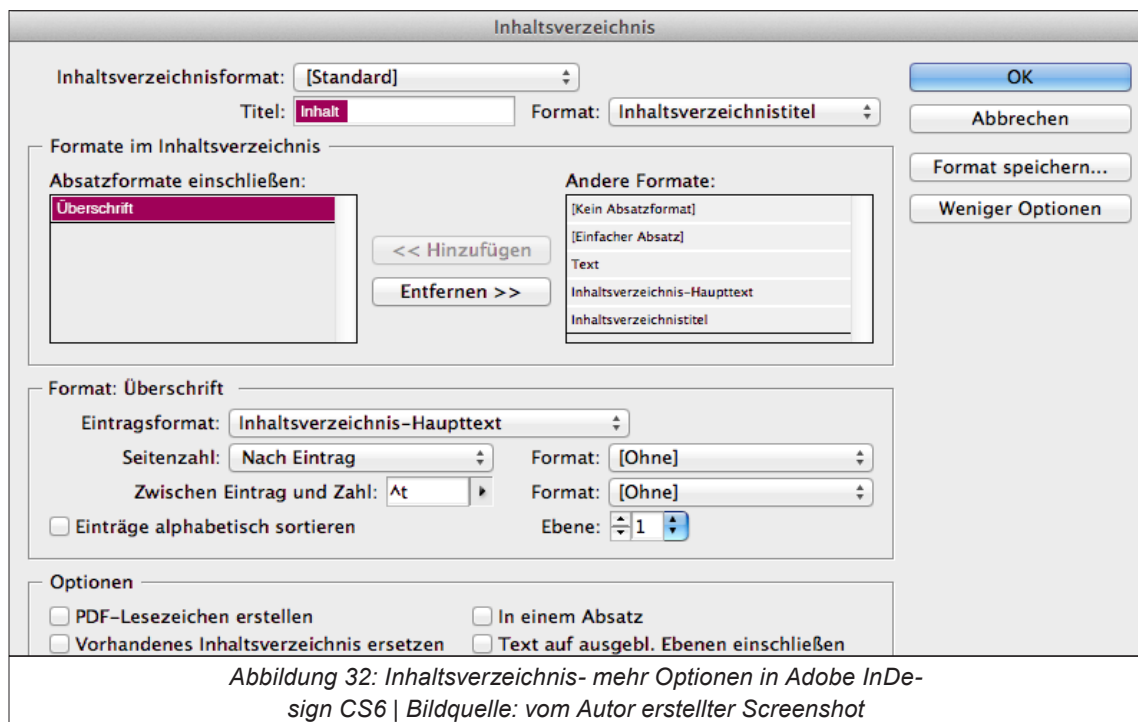 Inhaltsverzeichnis
Inhaltsverzeichnisformat: [Standard]
Titel: Inhalt Format: Inhaltsverzeichnistitel
OK
Abbrechen
Format speichern...
Weniger Optionen
Formate im Inhaltsverzeichnis
Absatzformate einschließen:
Überschrift
<< Hinzufügen
Entfernen >>
Andere Formate:
[Kein Absatzformat]
[Einfacher Absatz]
Text
Inhaltsverzeichnis-Haupttext
Inhaltsverzeichnistitel
Format: Überschrift
Eintragsformat: Inhaltsverzeichnis-Haupttext
Seitenzahl: Nach Eintrag Format: [Ohne]
Zwischen Eintrag und Zahl: ^t Format: [Ohne]
Einträge alphabetisch sortieren Ebene: 1
Optionen
PDF-Lesezeichen erstellen In einem Absatz
Vorhandenes Inhaltsverzeichnis ersetzen Text auf ausgebl. Ebenen einschließen
Abbildung 32: Inhaltsverzeichnis- mehr Optionen in Adobe InDe-
sign CS6 | Bildquelle: vom Autor erstellter Screenshot